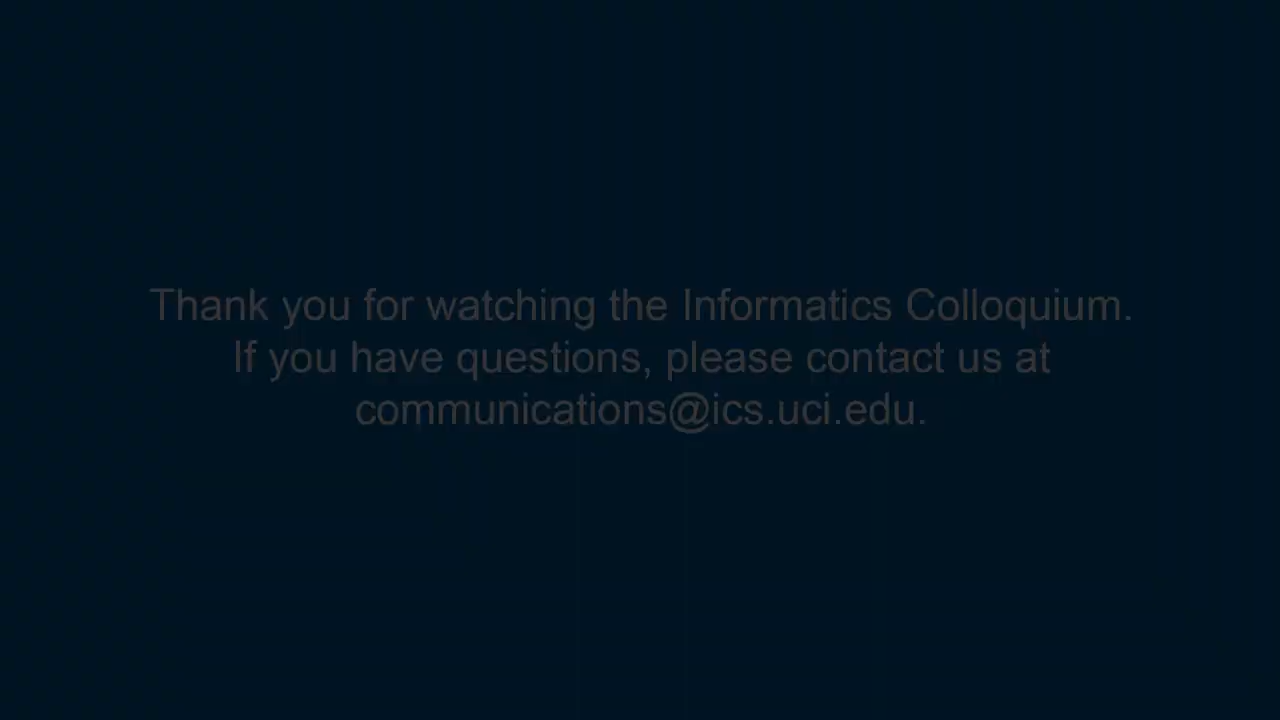 Thank you for watching the Informatics Colloquium.
If you have questions, please contact us at
communications@ics.uci.edu.